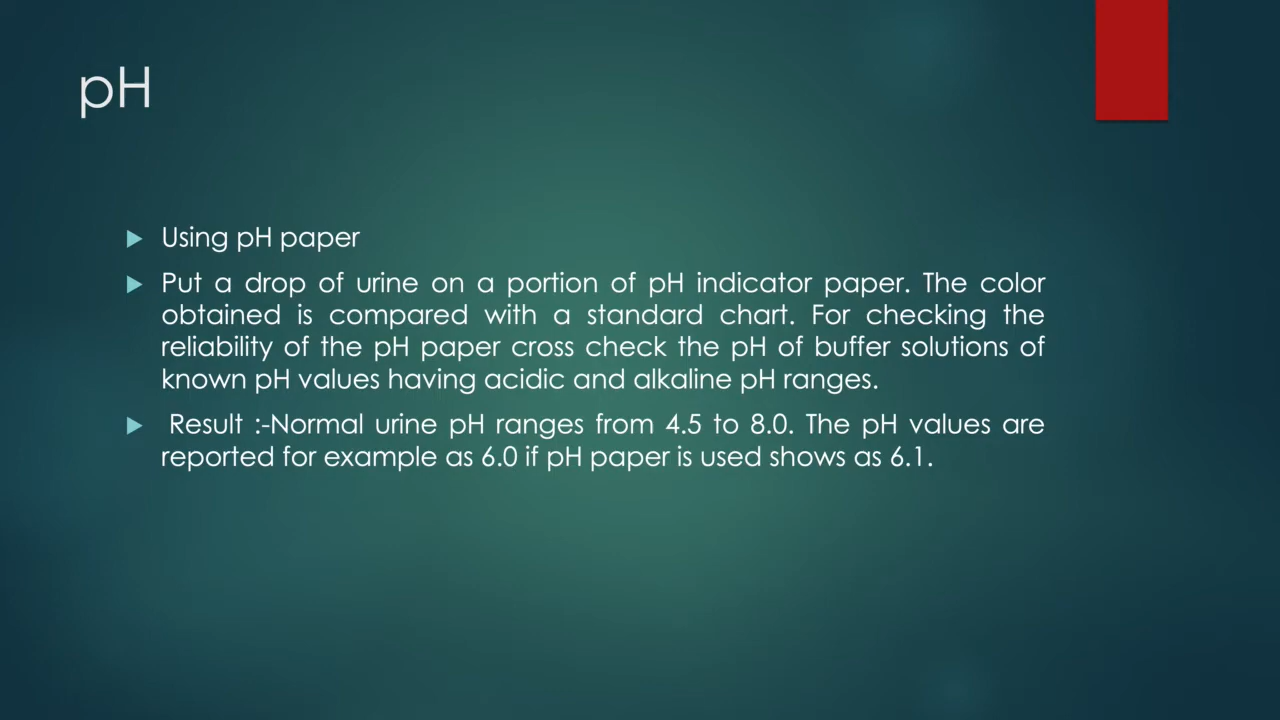 pH
Using pH paper
Put a drop of urine on a portion of pH indicator paper. The color
obtained is compared with a standard chart. For checking the
reliability of the pH paper cross check the pH of buffer solutions of
known pH values having acidic and alkaline pH ranges.
Result :-Normal urine pH ranges from 4.5 to 8.0. The pH values are
reported for example as 6.0 if pH paper is used shows as 6.1.